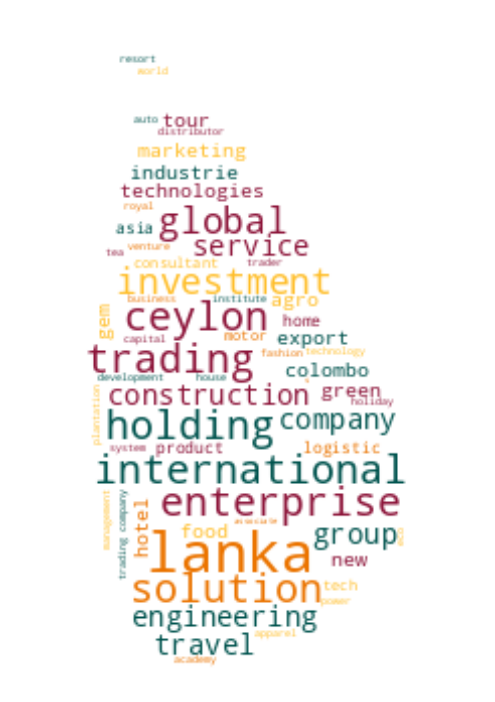 resort
world
auto tour
distributor
marketing
industrie
technologies
royal
asia global
tea venture service
consultant trader
investment
business institute agro
gem ceylon home
capital motor export
trading fashion technology
development house colombo
construction green
plantation holiday
holding company
system product logistic
international
management trading company hotel enterprise
associate
food group eco
lanka new
solution tech
power
engineering
travel apparel
academy